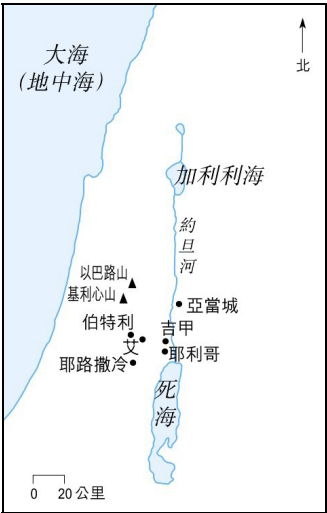 大海
(地中海)
北
加利利海
約旦河
以巴路山
基利心山
亞當城
伯特利
吉甲
艾
耶利哥
耶路撒冷
死海
0 20 公里